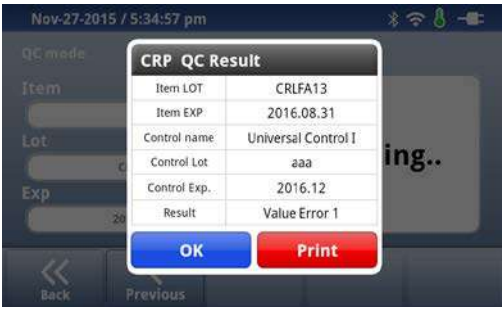 Nov-27-2015 / 5:34:57 pm
QC mode
CRP QC Result
Item
Item LOT CRLFA13
Item EXP 2016.08.31
Lot
Control name Universal Control I
ing..
Control Lot aaa
Exp
Control Exp. 2016.12
20
Result Value Error 1
OK Print
Back Previous